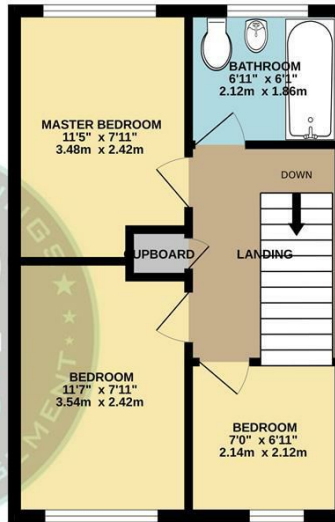 BATHROOM
6'11" x 6'1"
2.12m x 1.86m
MASTER BEDROOM
11'5" x 7'11"
3.48m x 2.42m
DOWN
CUPBOARD
LANDING
BEDROOM
11'7" x 7'11"
3.54m x 2.42m
BEDROOM
7'0" x 6'11"
2.14m x 2.12m